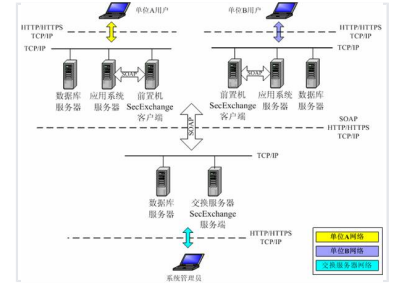 单位A用户
单位B用户
HTTP/HTTPS
TCP/IP
HTTP/HTTPS
TCP/IP
TCP/IP
TCP/IP
SOAP
SOAP
数据库
服务器
应用系统
服务器
前置机
SecExchange
客户端
前置机
SecExchange
客户端
应用系统
服务器
数据库
服务器
SOAP
SOAP
HTTP/HTTPS
TCP/IP
TCP/IP
数据库
服务器
交换服务器
SecExchange
服务端
HTTP/HTTPS
TCP/IP
单位A网络
单位B网络
交换服务器网络
系统管理员